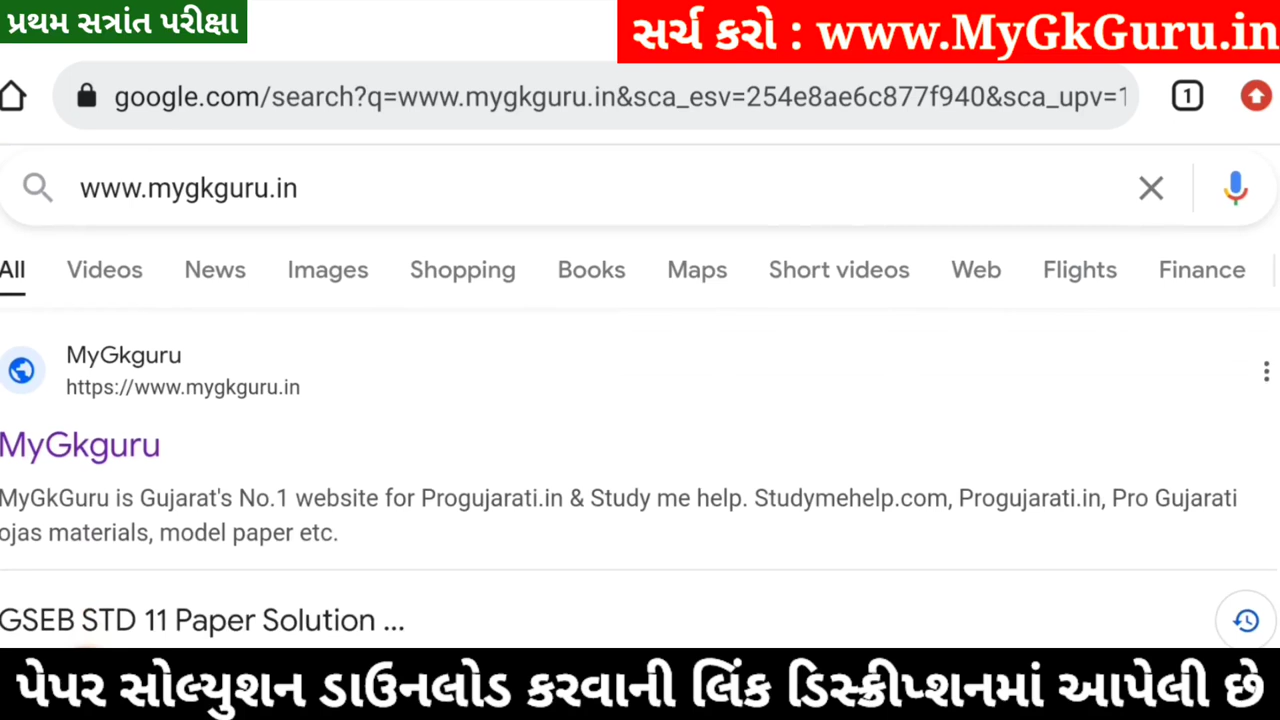 પ્રથમ સત્રાંત પરીક્ષા
સર્ચ કરો : www.MyGkGuru.in
google.com/search?q=www.mygkguru.in&sca_esv=254e8ae6c877f940&sca_upv=1
1
www.mygkguru.in
All Videos News Images Shopping Books Maps Short videos Web Flights Finance
MyGkguru
https://www.mygkguru.in
MyGkguru
MyGkGuru is Gujarat's No.1 website for Progujarati.in & Study me help. Studymehelp.com, Progujarati.in, Pro Gujarati
ojas materials, model paper etc.
GSEB STD 11 Paper Solution ...
પેપર સોલ્યુશન ડાઉનલોડ કરવાની લિંક ડિસ્ક્રીપ્શનમાં આપેલી છે